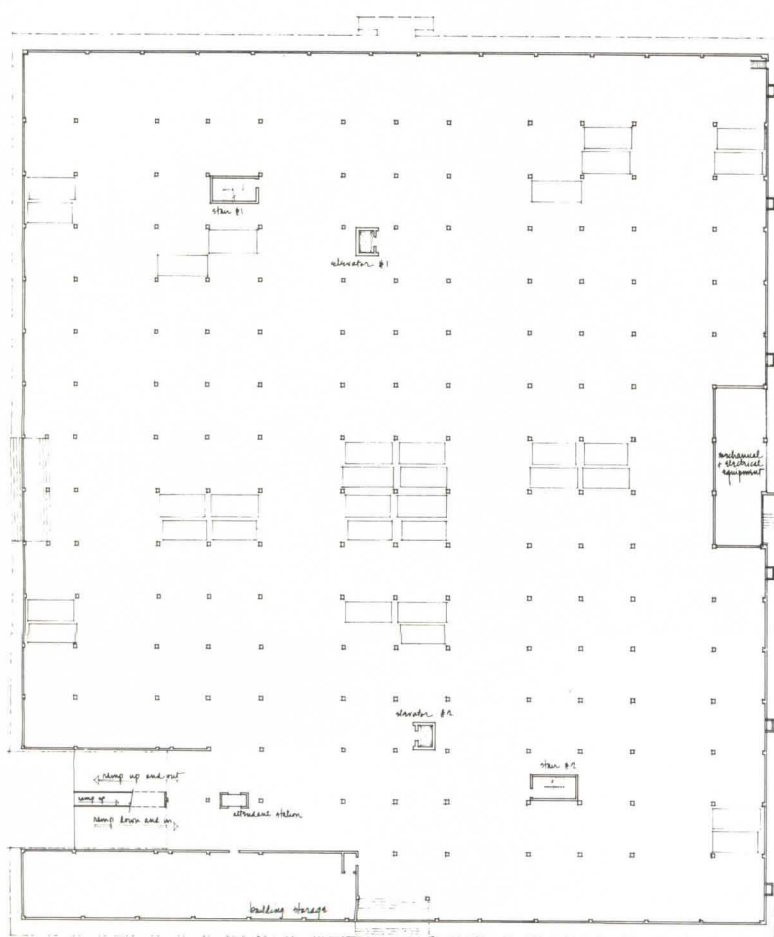 stair #1
elevator #1
mechanical
+ electrical
equipment
elevator #2
stair #2
ramp up and out
ramp up
attendant station
ramp down and in
building storage